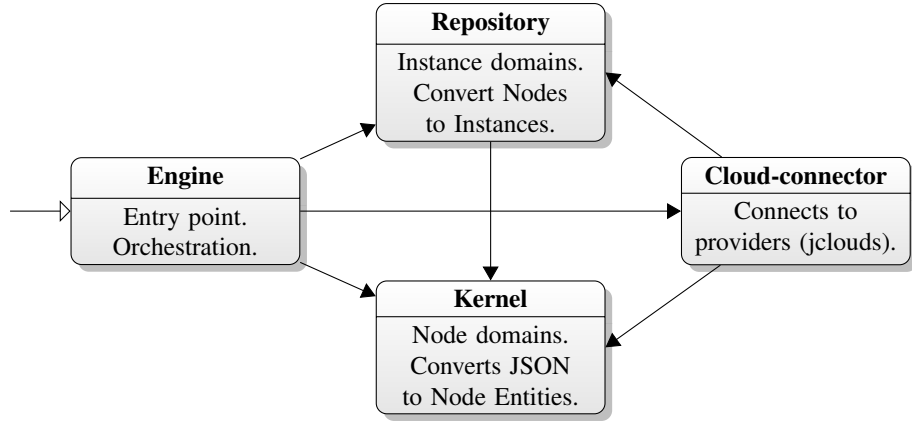 Repository
Instance domains.
Convert Nodes
to Instances.
Engine
Entry point.
Orchestration.
Cloud-connector
Connects to
providers (jclouds).
Kernel
Node domains.
Converts JSON
to Node Entities.